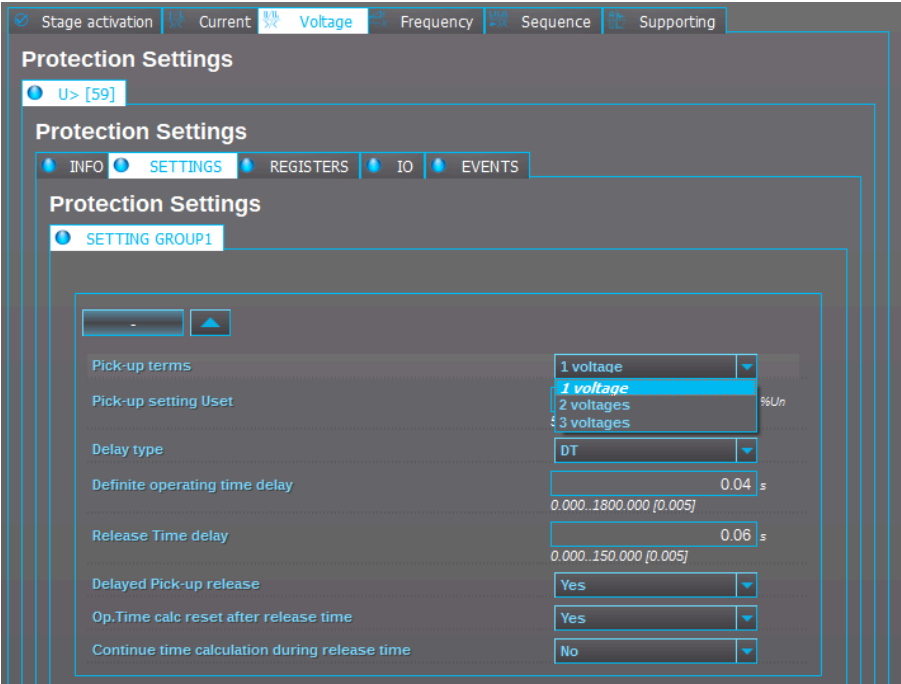 Stage activation Current Voltage Frequency Sequence Supporting
Protection Settings
U> [59]
Protection Settings
INFO SETTINGS REGISTERS IO EVENTS
Protection Settings
SETTING GROUP1
-
Pick-up terms 1 voltage
1 voltage
Pick-up setting Uset 2 voltages %Un
3 voltages
Delay type DT
Definite operating time delay 0.04 s
0.000..1800.000 [0.005]
Release Time delay 0.06 s
0.000..150.000 [0.005]
Delayed Pick-up release Yes
Op.Time calc reset after release time Yes
Continue time calculation during release time No